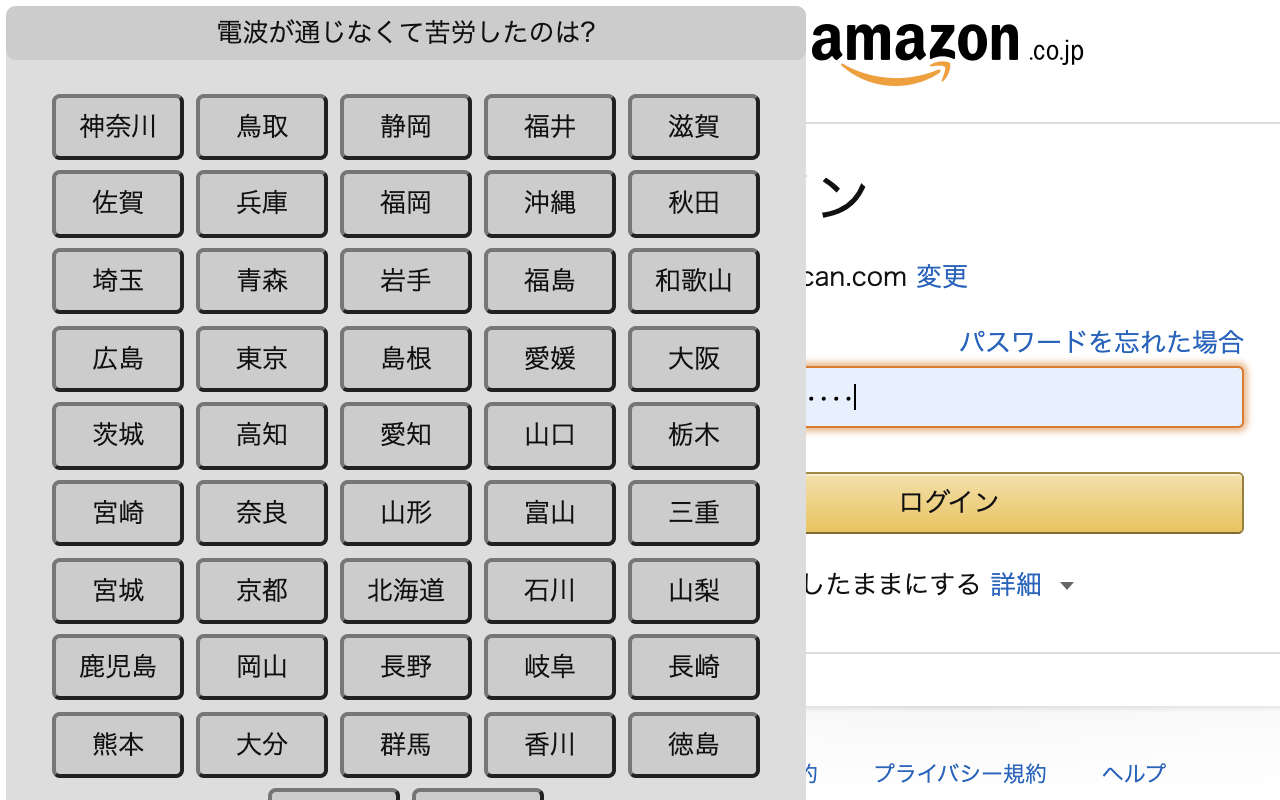 電波が通じなくて苦労したのは?
神奈川 鳥取 静岡 福井 滋賀
佐賀 兵庫 福岡 沖縄 秋田
埼玉 青森 岩手 福島 和歌山
広島 東京 島根 愛媛 大阪
茨城 高知 愛知 山口 栃木
宮崎 奈良 山形 富山 三重
宮城 京都 北海道 石川 山梨
鹿児島 岡山 長野 岐阜 長崎
熊本 大分 群馬 香川 徳島
amazon.co.jp
ン
can.com 変更
パスワードを忘れた場合
ログイン
したままにする 詳細
約 プライバシー規約 ヘルプ